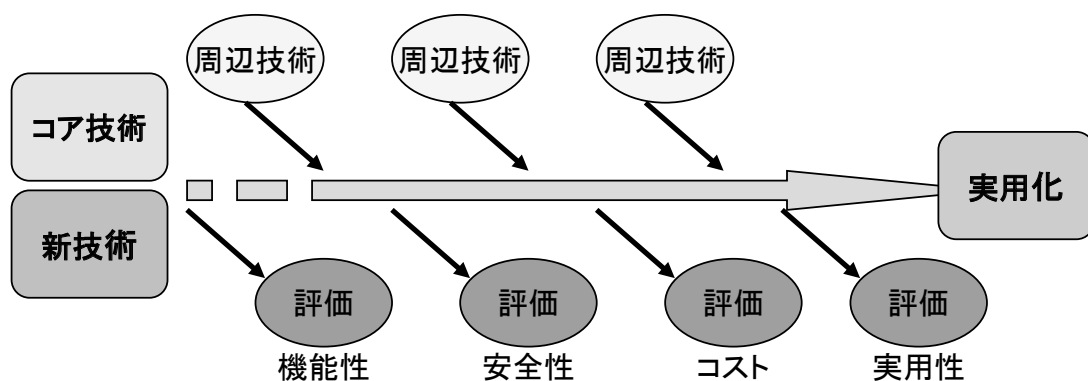 周辺技術
周辺技術
周辺技術
コア技術
新技術
実用化
評価
評価
評価
評価
機能性
安全性
コスト
実用性